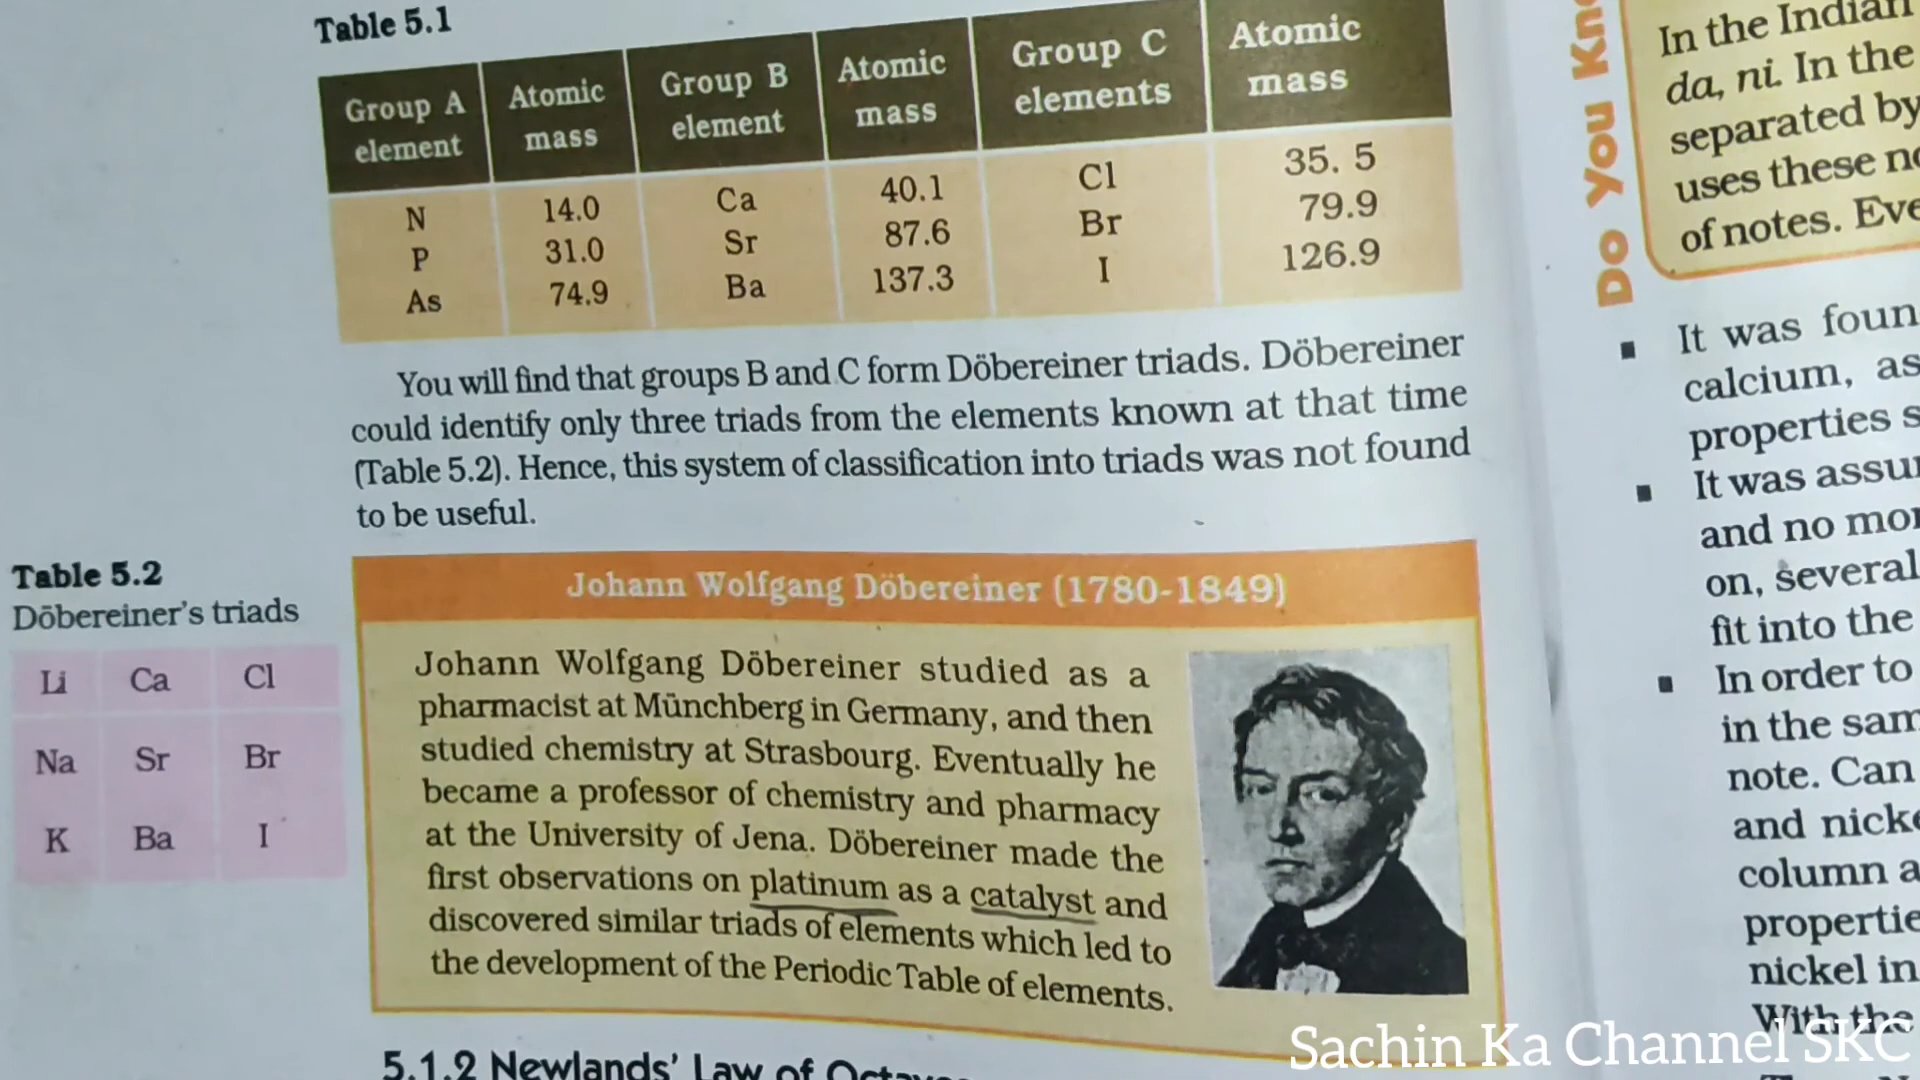 Table 5.1
Group A element | Atomic mass | Group B element | Atomic mass | Group C elements | Atomic mass
N 14.0 Ca 40.1 Cl 35. 5
P 31.0 Sr 87.6 Br 79.9
As 74.9 Ba 137.3 I 126.9
You will find that groups B and C form Döbereiner triads. Döbereiner
could identify only three triads from the elements known at that time
(Table 5.2). Hence, this system of classification into triads was not found
to be useful.
Table 5.2
Döbereiner's triads
Li Ca Cl
Na Sr Br
K Ba I
Johann Wolfgang Döbereiner (1780-1849)
Johann Wolfgang Döbereiner studied as a
pharmacist at Münchberg in Germany, and then
studied chemistry at Strasbourg. Eventually he
became a professor of chemistry and pharmacy
at the University of Jena. Döbereiner made the
first observations on platinum as a catalyst and
discovered similar triads of elements which led to
the development of the Periodic Table of elements.
5.1.2 Newlands' Law of
Do You
In the Indian
da, ni. In the
separated by
uses these
of notes.
▪ It was
calcium, as
properties
▪ It was
and no
on, several
fit into the
▪ In order to
in the
note. Can
and
column
nickel in
With the
Sachin Ka Channel SKC